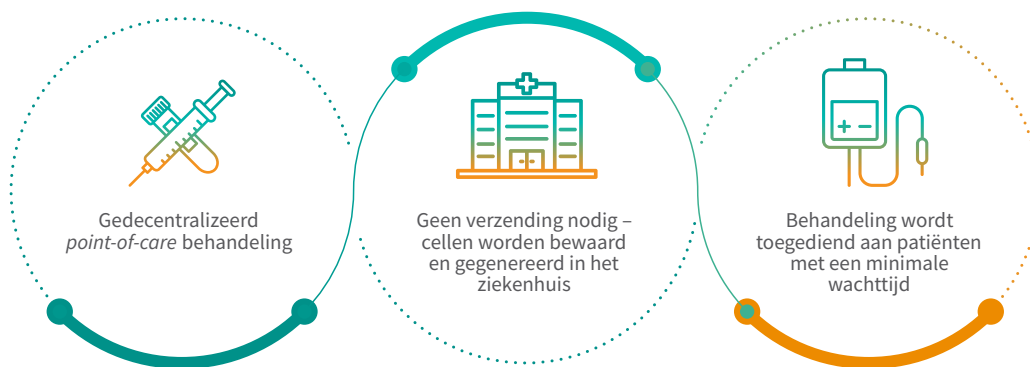 Gedecentralizeerd
point-of-care behandeling
Geen verzending nodig –
cellen worden bewaard
en gegenereerd in het
ziekenhuis
Behandeling wordt
toegediend aan patiënten
met een minimale
wachttijd